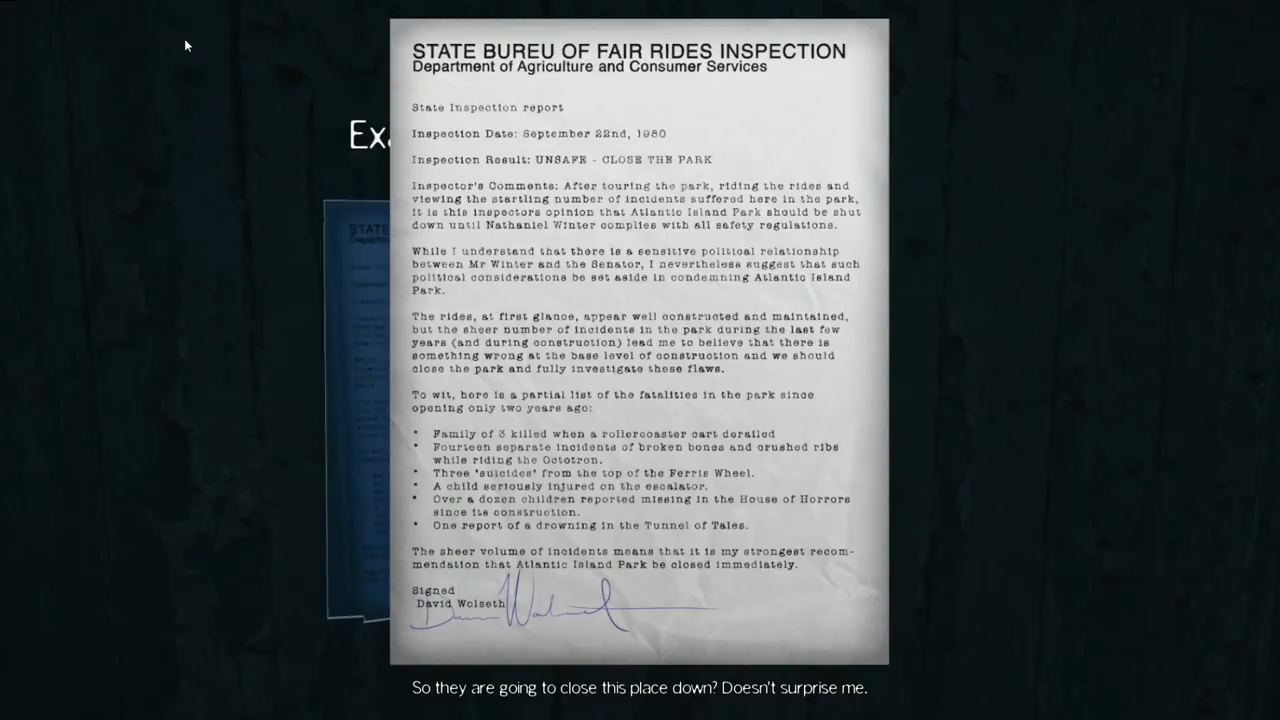 STATE BUREU OF FAIR RIDES INSPECTION
Department of Agriculture and Consumer Services
State Inspection report
Inspection Date: September 22nd, 1980
Exa
Inspection Result: UNSAFE - CLOSE THE PARK
Inspector's Comments: After touring the park, riding the rides and
viewing the startling number of incidents suffered here in the park,
it is this inspectors opinion that Atlantic Island Park should be shut
down until Nathaniel Winter complies with all safety regulations.
STATE
While I understand that there is a sensitive political relationship
between Mr Winter and the Senator, I nevertheless suggest that such
political considerations be set aside in condemning Atlantic Island
Park.
The rides, at first glance, appear well constructed and maintained,
but the sheer number of incidents in the park during the last few
years (and during construction) lead me to believe that there is
something wrong at the base level of construction and we should
close the park and fully investigate these flaws.
To wit, here is a partial list of the fatalities in the park since
opening only two years ago:
* Family of 3 killed when a rollercoaster cart derailed
* Fourteen separate incidents of broken bones and crushed ribs
while riding the Octotron.
* Three 'suicides' from the top of the Ferris Wheel.
* A child seriously injured on the escalator.
* Over a dozen children reported missing in the House of Horrors
since its construction.
* One report of a drowning in the Tunnel of Tales.
The sheer volume of incidents means that it is my strongest recom-
mendation that Atlantic Island Park be closed immediately.
Signed
David Wolseth
So they are going to close this place down? Doesn't surprise me.